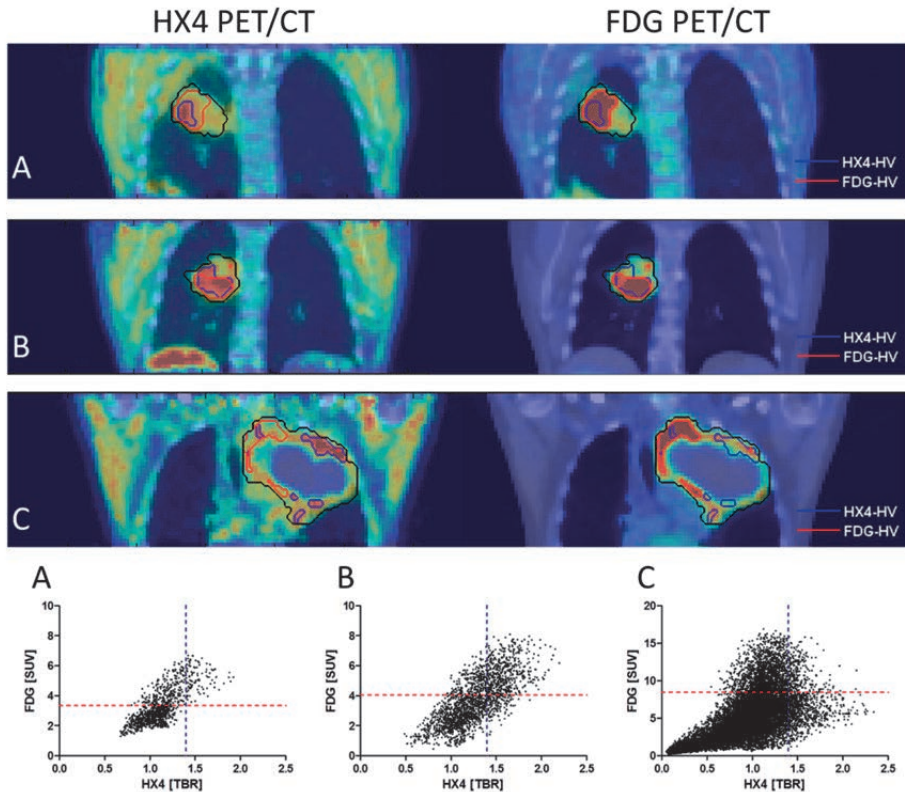 HX4 PET/CT FDG PET/CT
A
HX4-HV
FDG-HV
B
HX4-HV
FDG-HV
C
HX4-HV
FDG-HV
A B C
10 10 20
8 8 15
6 6 10
4 4 5
2 2
0 0 0
FDG [SUV] FDG [SUV] FDG [SUV]
0.0 0.5 1.0 1.5 2.0 2.5 0.0 0.5 1.0 1.5 2.0 2.5 0.0 0.5 1.0 1.5 2.0 2.5
HX4 [TBR] HX4 [TBR] HX4 [TBR]